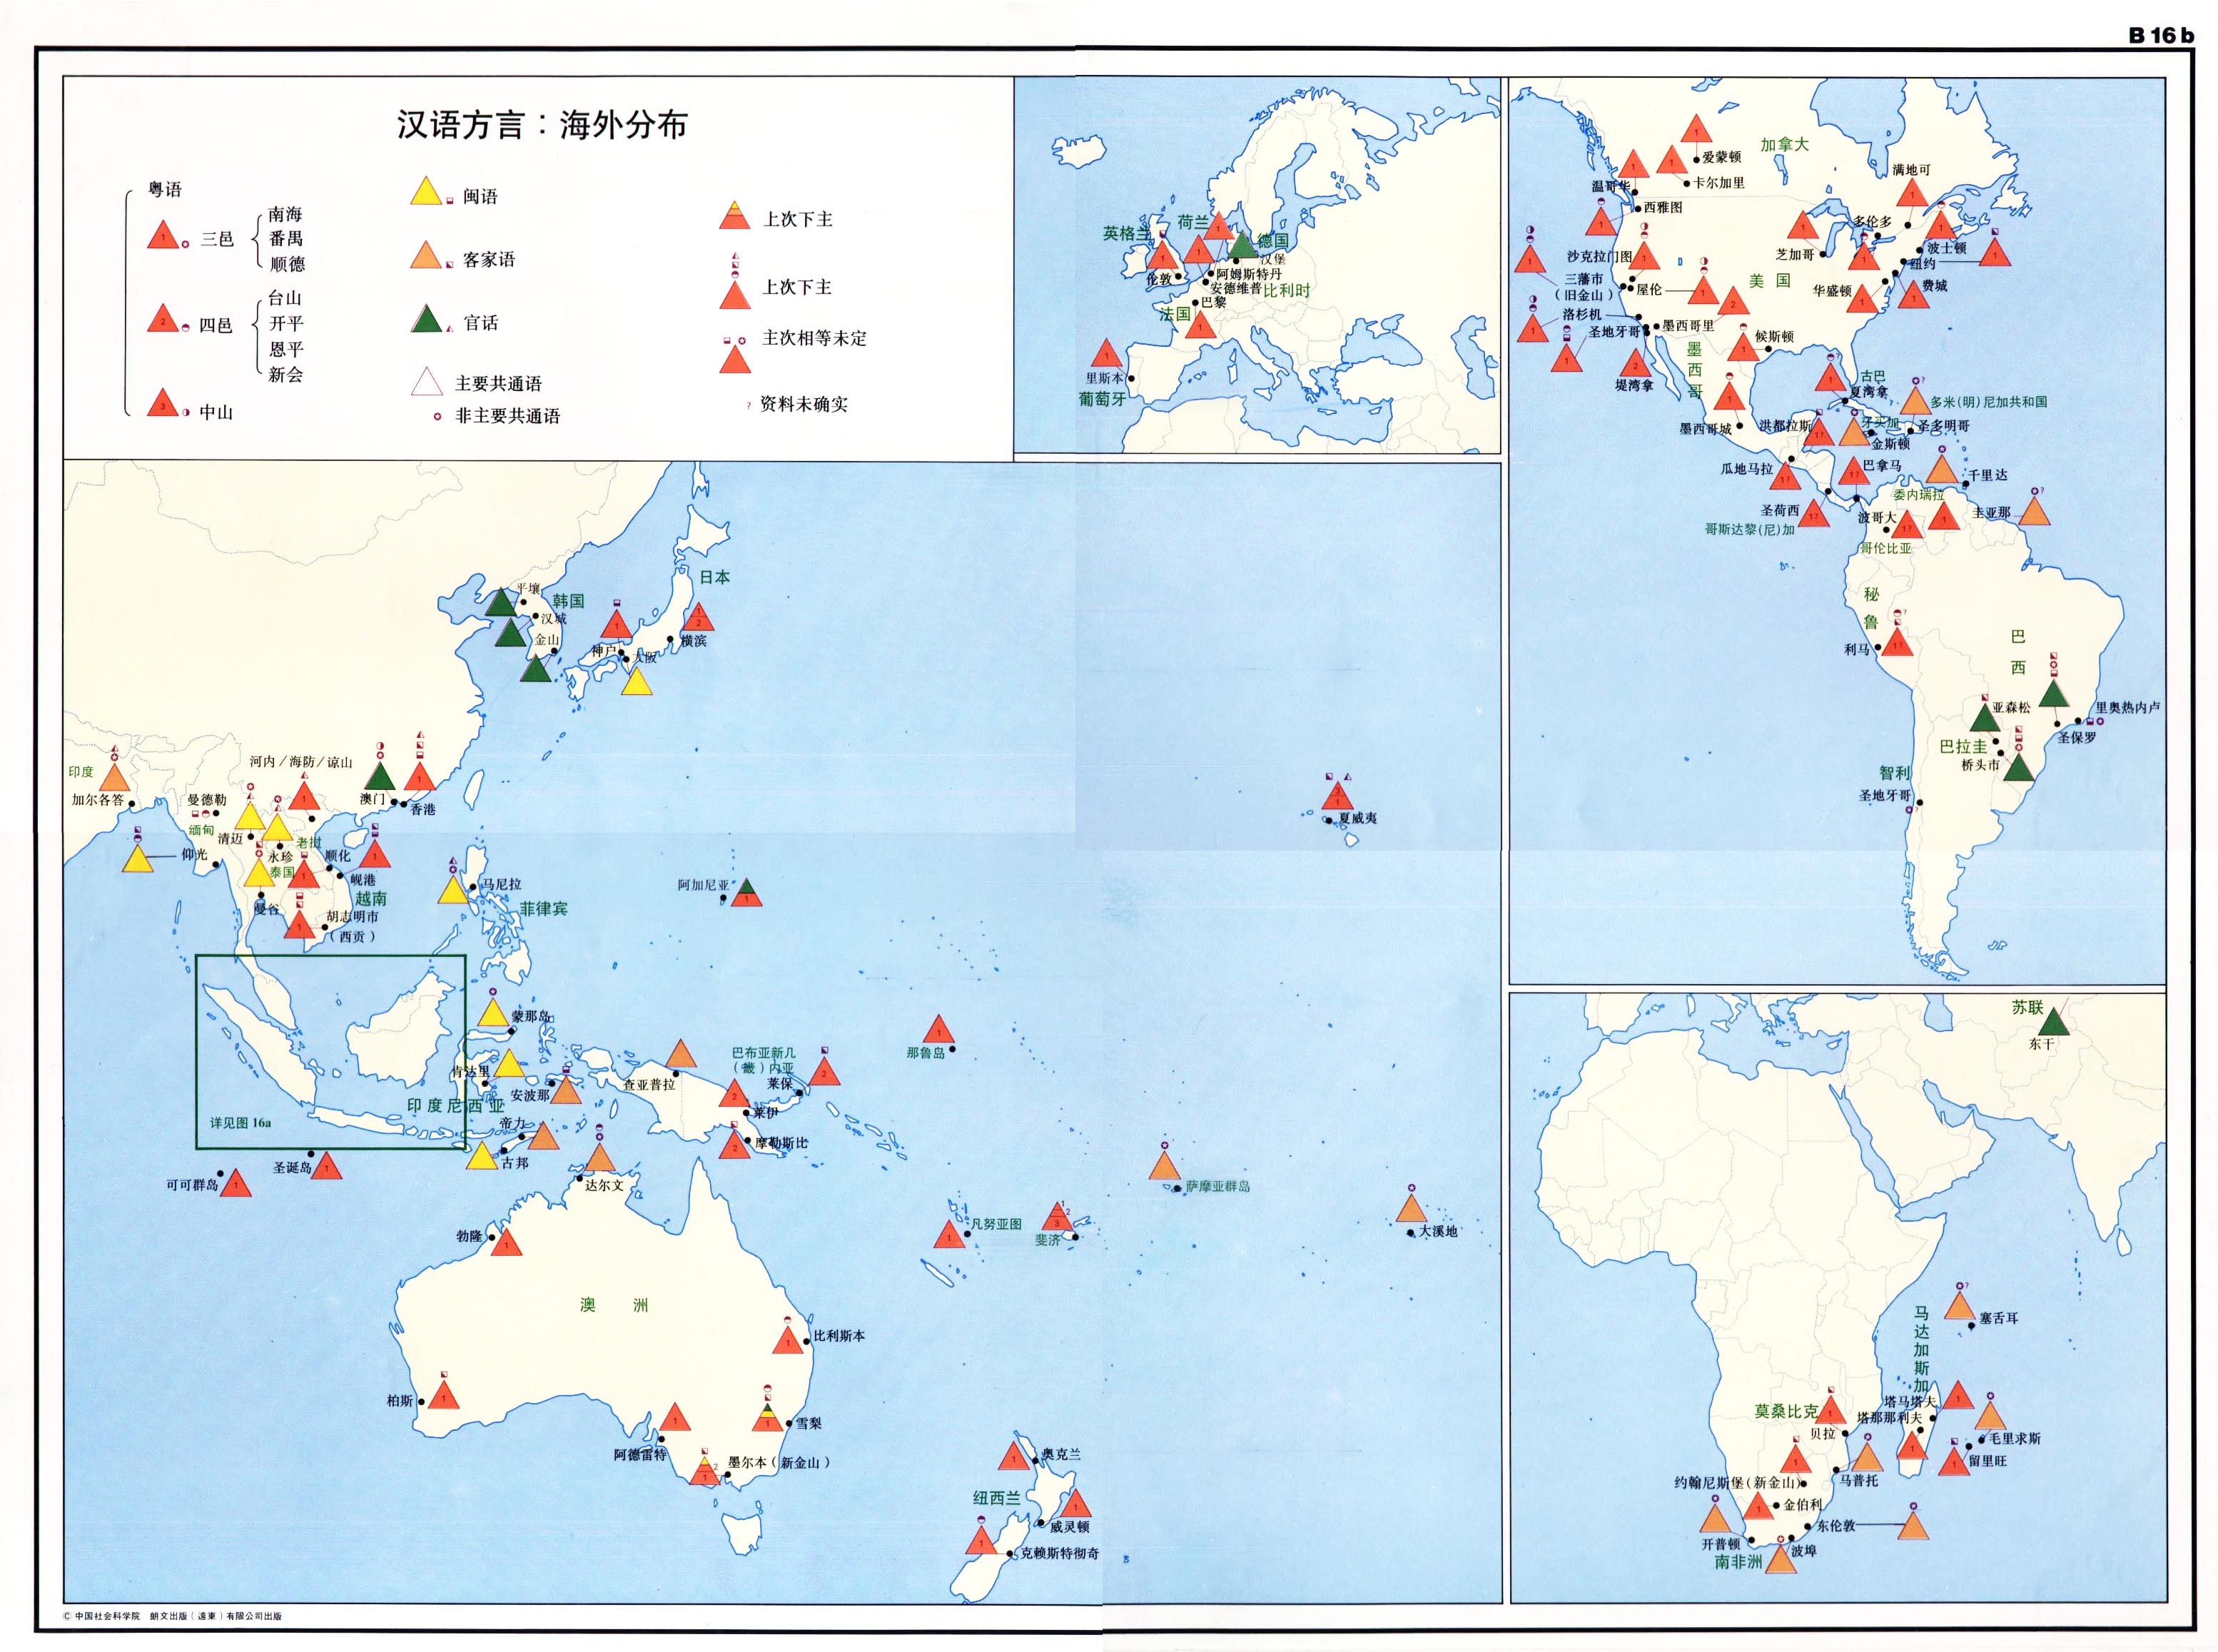 B 16 b
汉语方言：海外分布
粤语
1
三邑
南海
番禺
顺德
2
四邑
台山
开平
恩平
新会
3
中山
闽语
客家语
官话
主要共通语
非主要共通语
上次下主
上次下主
主次相等未定
? 资料未确实
英格兰
伦敦
荷兰
德国
汉堡
阿姆斯特丹
安德维普
比利时
巴黎
法国
里斯本
葡萄牙
加拿大
爱蒙顿
卡尔加里
温哥华
西雅图
满地可
多伦多
芝加哥
波士顿
纽约
费城
华盛顿
美国
沙克拉门图
三藩市
（旧金山）
屋伦
洛杉机
圣地牙哥
墨西哥里
堤湾拿
候斯顿
墨西哥
墨西哥城
古巴
夏湾拿
多米(明)尼加共和国
圣多明哥
牙买加
金斯顿
洪都拉斯
瓜地马拉
巴拿马
千里达
圣荷西
哥斯达黎(尼)加
委内瑞拉
圭亚那
波哥大
哥伦比亚
秘鲁
利马
巴西
亚森松
里奥热内卢
圣保罗
巴拉圭
桥头市
智利
圣地牙哥
平壤
韩国
汉城
金山
日本
横滨
神户
大阪
印度
加尔各答
河内/海防/谅山
澳门
香港
曼德勒
缅甸
清迈
老挝
永珍
仰光
泰国
顺化
岘港
越南
曼谷
胡志明市
（西贡）
马尼拉
菲律宾
阿加尼亚
夏威夷
蒙那岛
肯达里
安波那
印度尼西亚
详见图 16a
帝力
古邦
查亚普拉
巴布亚新几
（畿）内亚
莱保
莱伊
摩勒斯比
那鲁岛
圣诞岛
可可群岛
达尔文
勃隆
萨摩亚群岛
凡努亚图
斐济
大溪地
澳洲
比利斯本
柏斯
雪梨
阿德雷特
墨尔本（新金山）
奥克兰
纽西兰
威灵顿
克赖斯特彻奇
苏联
东干
塞舌耳
马达加斯加
塔马塔夫
塔那那利夫
毛里求斯
留里旺
莫桑比克
贝拉
约翰尼斯堡(新金山)
马普托
金伯利
东伦敦
开普顿
波埠
南非洲
© 中国社会科学院 朗文出版（遠東）有限公司出版